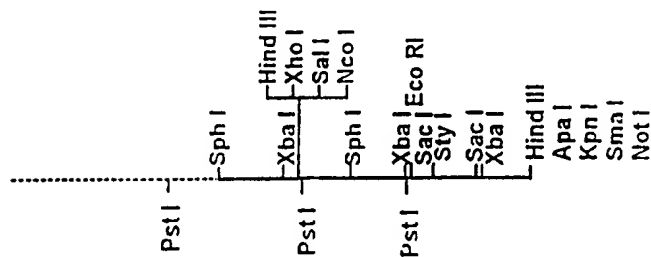 Hind III
Xho I
Sal I
Nco I
Sph I
Xba I
Sph I
Xba I
Eco RI
Sac I
Sty I
Sac I
Xba I
Hind III
Apa I
Kpn I
Sma I
Not I
Pst I
Pst I
Pst I